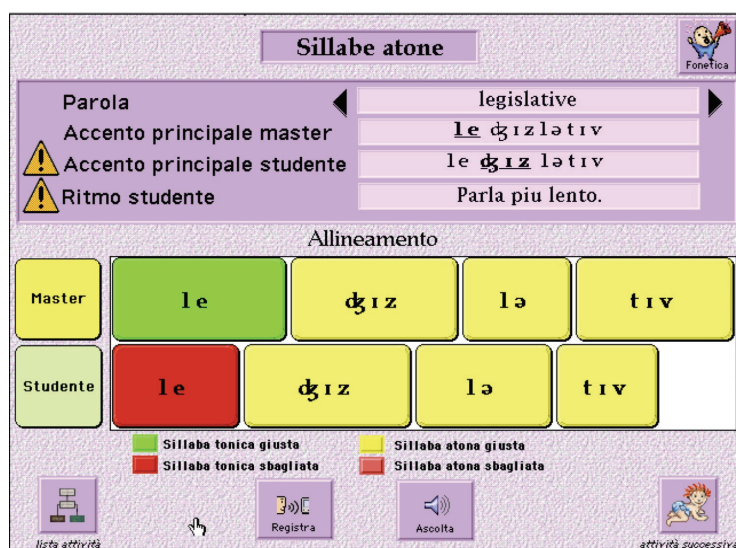 Sillabe atone
Fonetica
Parola legislative
Accento principale master le ʤɪzlətɪv
Accento principale studente le ʤɪz lətɪv
Ritmo studente Parla piu lento.
Allineamento
Master le ʤɪz lə tɪv
Studente le ʤɪz lə tɪv
Sillaba tonica giusta Sillaba atona giusta
Sillaba tonica sbagliata Sillaba atona sbagliata
Registra Ascolta
lista attività attività successiva